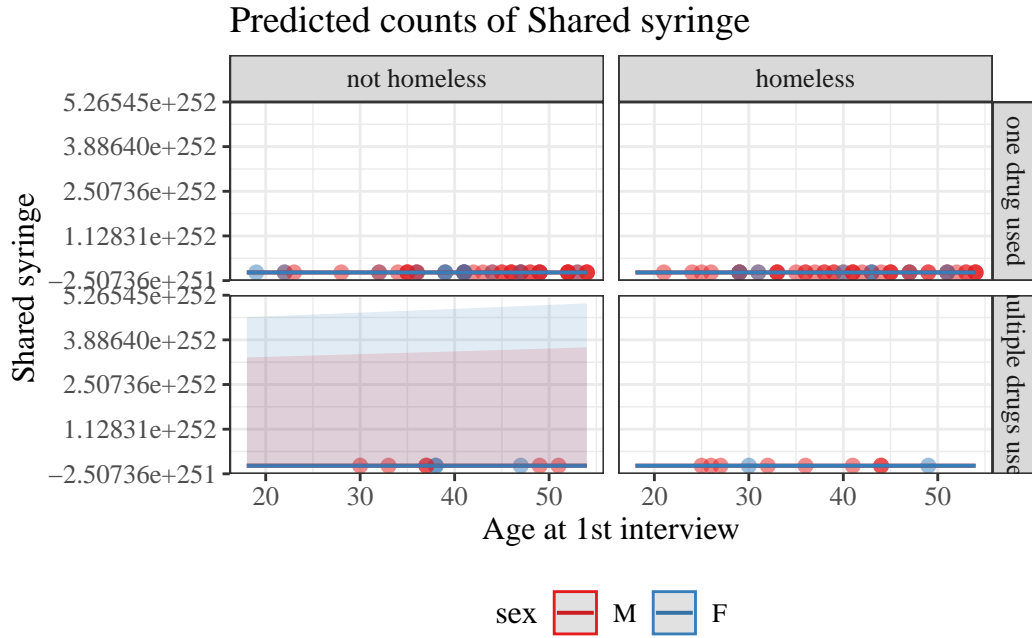 Predicted counts of Shared syringe
not homeless
homeless
5.26545e+252
3.88640e+252
2.50736e+252
1.12831e+252
−2.50736e+251
one drug used
5.26545e+252
3.88640e+252
2.50736e+252
1.12831e+252
−2.50736e+251
drugs
Shared syringe
20
30
40
50
20
30
40
50
Age at 1st interview
sex
M
F